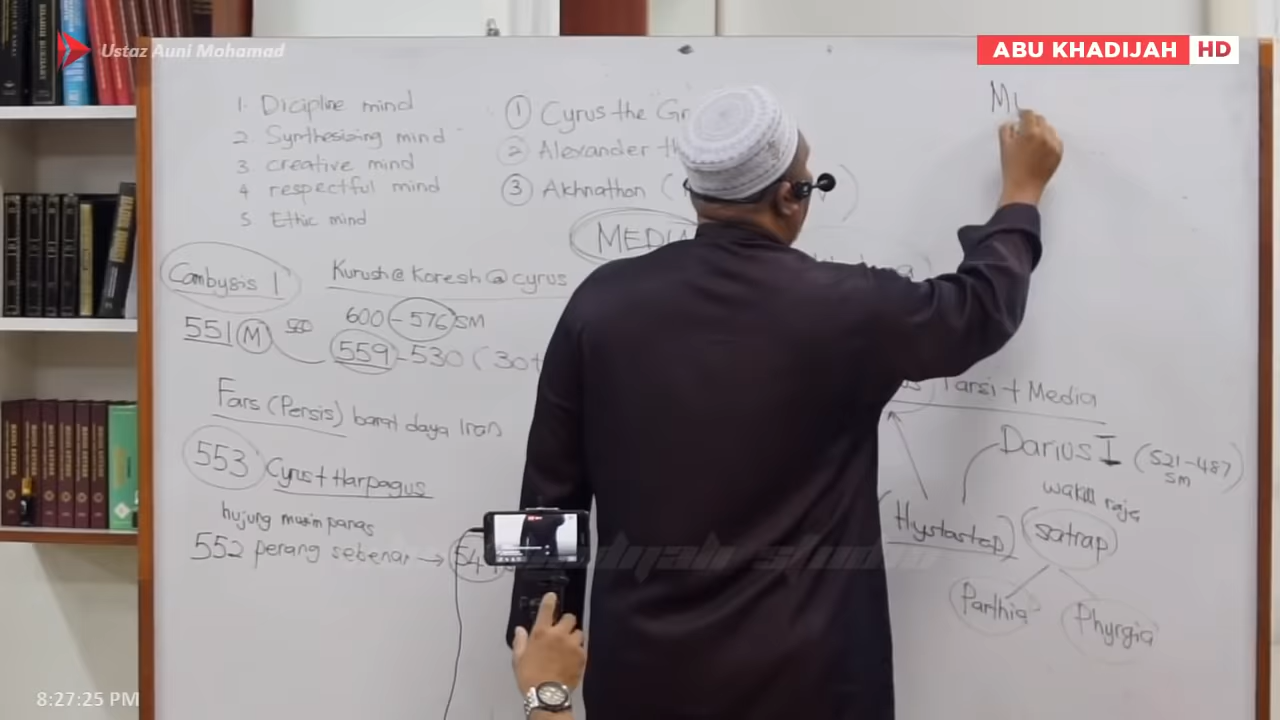 Ustaz Auni Mohamad
ABU KHADIJAH HD
1. Dicipline mind
2. Synthesizing mind
3 creative mind
4 respectful mind
5. Ethic mind
1 Cyrus the "Gr
2 Alexander th
3 Akhnathon (
MEDIA
Cambysis 1
Kurush@Koresh@cyrus
551 M
600 - 576 SM
559 - 530 (30t
Fars (Persis) barat daya Iran
553 Cyrus + Harpagus
hujung musim panas
552 perang sebenar →
Parsi + Media
Darius I (521-487 SM
wakil raja
Hystastap) (satrap)
Parthia
Phyrgia
8:27:25 PM